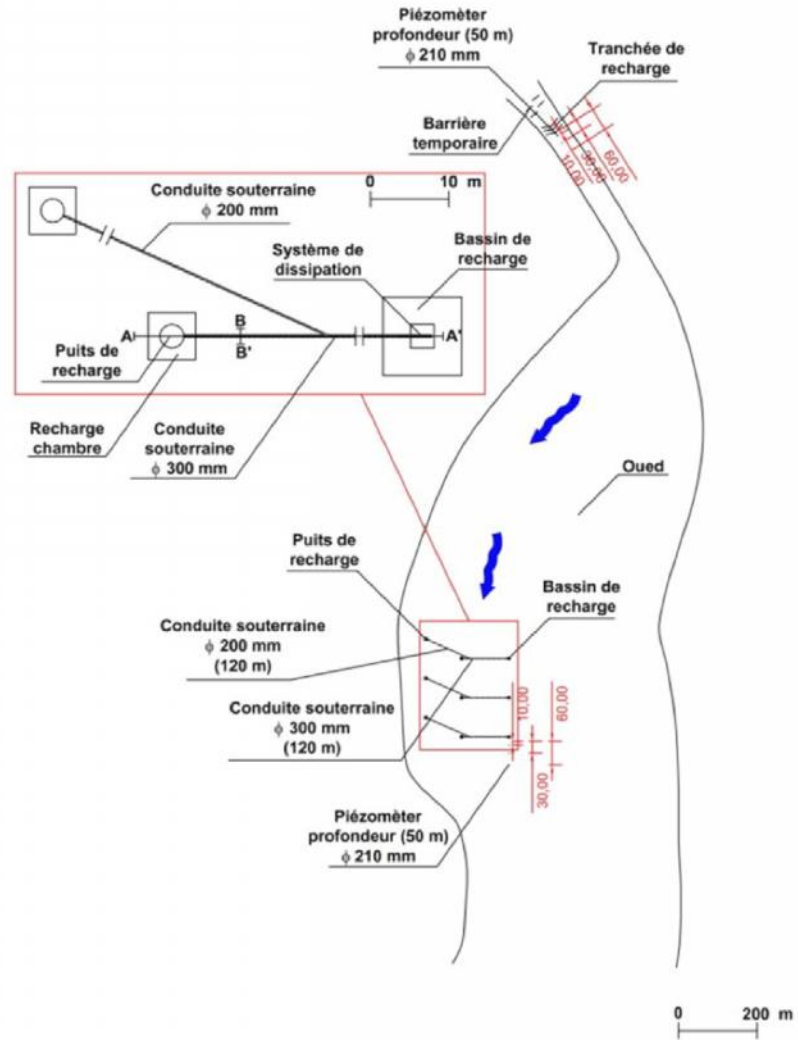 Piézomèter
profondeur (50 m)
ϕ 210 mm
Tranchée de
recharge
Barrière
temporaire
10,00
30,00
60,00
0 10 m
Conduite souterraine
ϕ 200 mm
Système de
dissipation
Bassin de
recharge
A
B
B'
A'
Puits de
recharge
Recharge
chambre
Conduite
souterraine
ϕ 300 mm
Oued
Puits de
recharge
Bassin de
recharge
Conduite souterraine
ϕ 200 mm
(120 m)
Conduite souterraine
ϕ 300 mm
(120 m)
10,00
60,00
30,00
Piézomèter
profondeur (50 m)
ϕ 210 mm
0 200 m